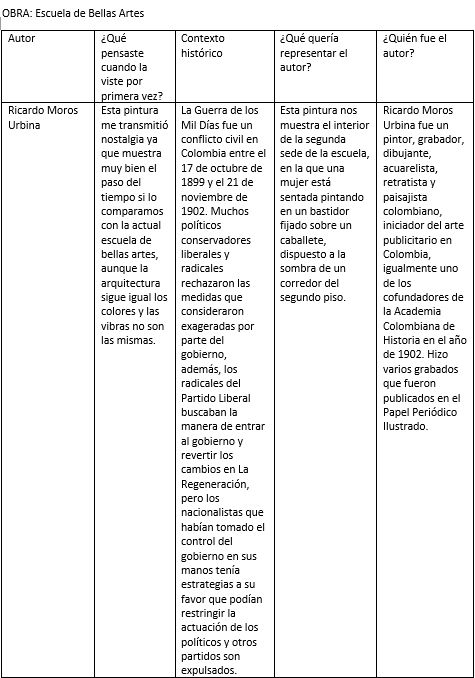 OBRA: Escuela de Bellas Artes
Autor
¿Qué
pensaste
cuando la
viste por
primera vez?
Contexto
histórico
¿Qué quería
representar el
autor?
¿Quién fue el
autor?
Ricardo Moros
Urbina
Esta pintura
me transmitió
nostalgia ya
que muestra
muy bien el
paso del
tiempo si lo
comparamos
con la actual
escuela de
bellas artes,
aunque la
arquitectura
sigue igual los
colores y las
vibras no son
las mismas.
La Guerra de los
Mil Días fue un
conflicto civil en
Colombia entre el
17 de octubre de
1899 y el 21 de
noviembre de
1902. Muchos
políticos
conservadores
liberales y
radicales
rechazaron las
medidas que
consideraron
exageradas por
parte del
gobierno,
además, los
radicales del
Partido Liberal
buscaban la
manera de entrar
al gobierno y
revertir los
cambios en La
Regeneración,
pero los
nacionalistas que
habían tomado el
control del
gobierno en sus
manos tenía
estrategias a su
favor que podían
restringir la
actuación de los
políticos y otros
partidos son
expulsados.
Esta pintura nos
muestra el interior
de la segunda
sede de la escuela,
en la que una
mujer está
sentada pintando
en un bastidor
fijado sobre un
caballete,
dispuesto a la
sombra de un
corredor del
segundo piso.
Ricardo Moros
Urbina fue un
pintor, grabador,
dibujante,
acuarelista,
retratista y
paisajista
colombiano,
iniciador del arte
publicitario en
Colombia,
igualmente uno
de los
cofundadores de
la Academia
Colombiana de
Historia en el año
de 1902. Hizo
varios grabados
que fueron
publicados en el
Papel Periódico
Ilustrado.